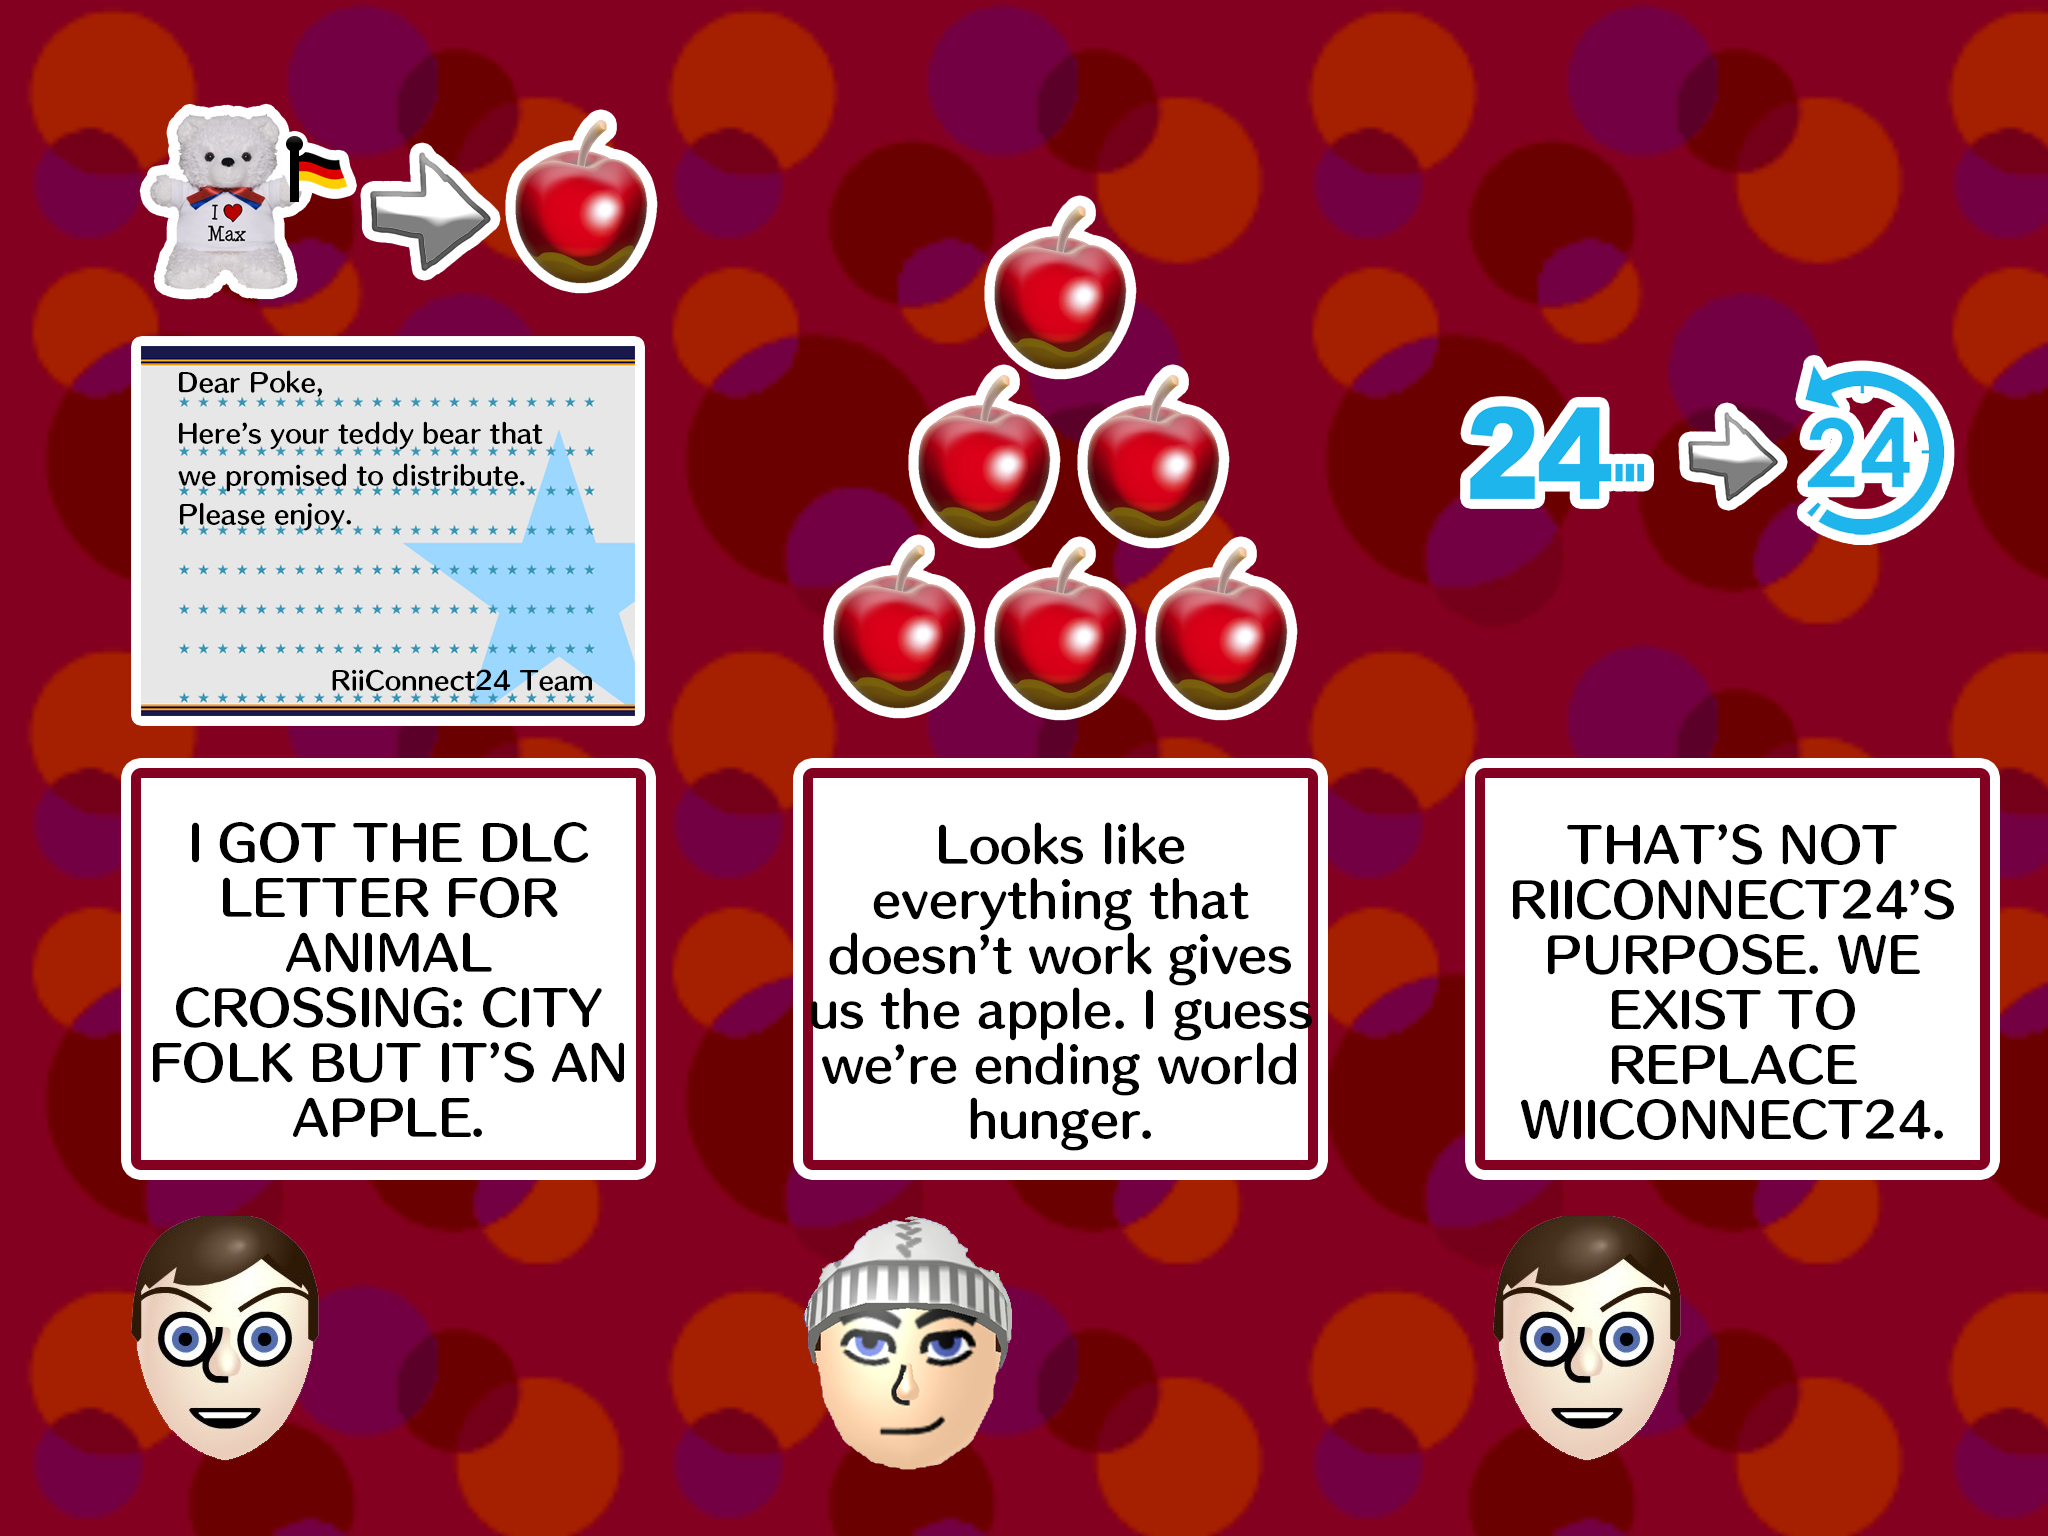 I ♥
Max
Dear Poke,
Here's your teddy bear that
we promised to distribute.
Please enjoy.
RiiConnect24 Team
24
24
I GOT THE DLC
LETTER FOR
ANIMAL
CROSSING: CITY
FOLK BUT IT'S AN
APPLE.
Looks like
everything that
doesn't work gives
us the apple. I guess
we're ending world
hunger.
THAT'S NOT
RIICONNECT24'S
PURPOSE. WE
EXIST TO
REPLACE
WIICONNECT24.